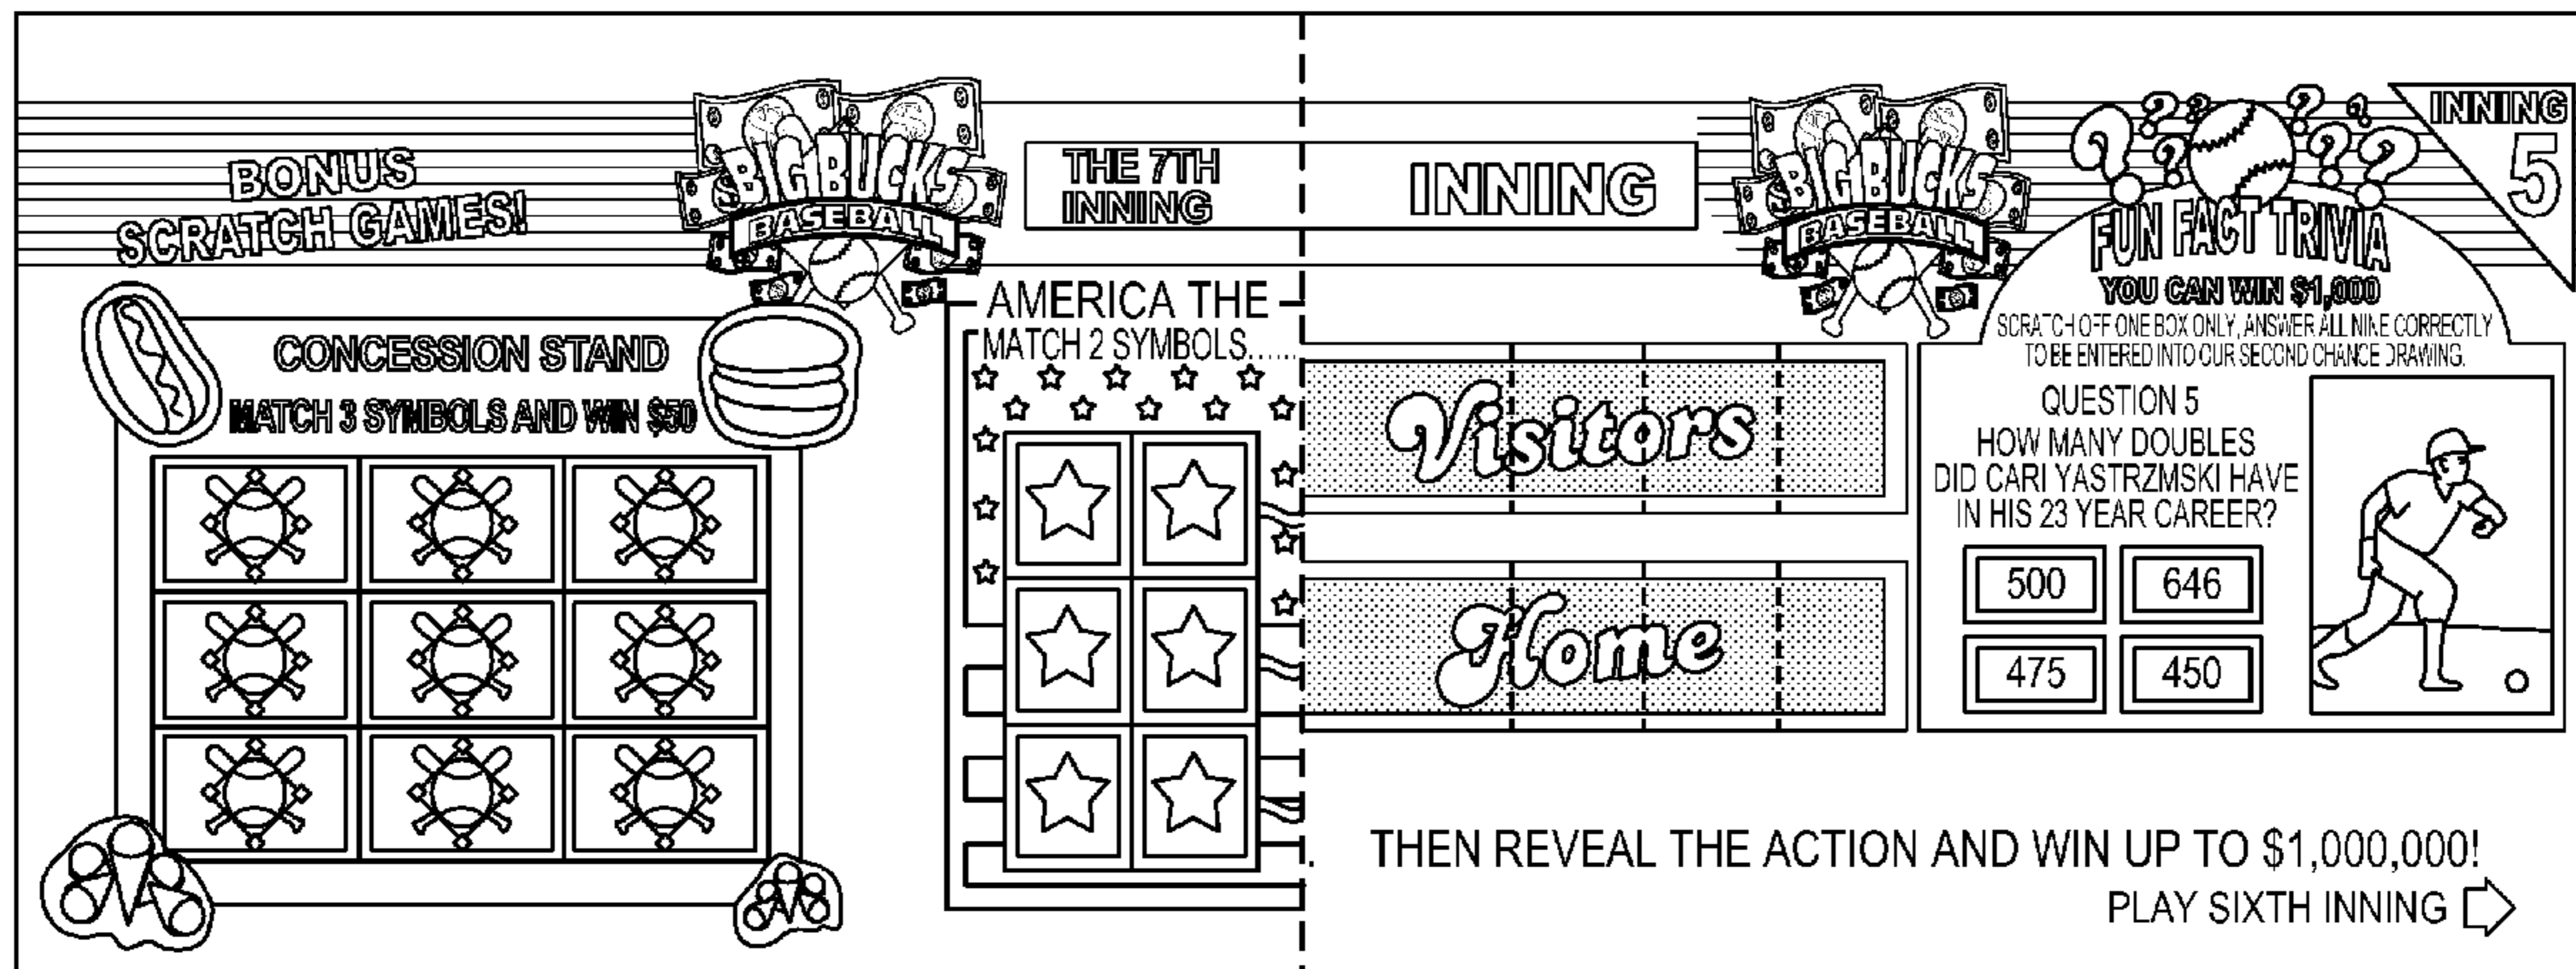 BONUS
SCRATCH GAMES!
$BIG BUCKS
BASEBALL
THE 7TH
INNING
CONCESSION STAND
MATCH 3 SYMBOLS AND WIN $50
AMERICA THE
MATCH 2 SYMBOLS......
INNING
$BIG BUCKS
BASEBALL
Visitors
Home
INNING
5
FUN FACT TRIVIA
YOU CAN WIN $1,000
SCRATCH OFF ONE BOX ONLY, ANSWER ALL NINE CORRECTLY
TO BE ENTERED INTO OUR SECOND CHANCE DRAWING.
QUESTION 5
HOW MANY DOUBLES
DID CARI YASTRZMSKI HAVE
IN HIS 23 YEAR CAREER?
500 646
475 450
THEN REVEAL THE ACTION AND WIN UP TO $1,000,000!
PLAY SIXTH INNING